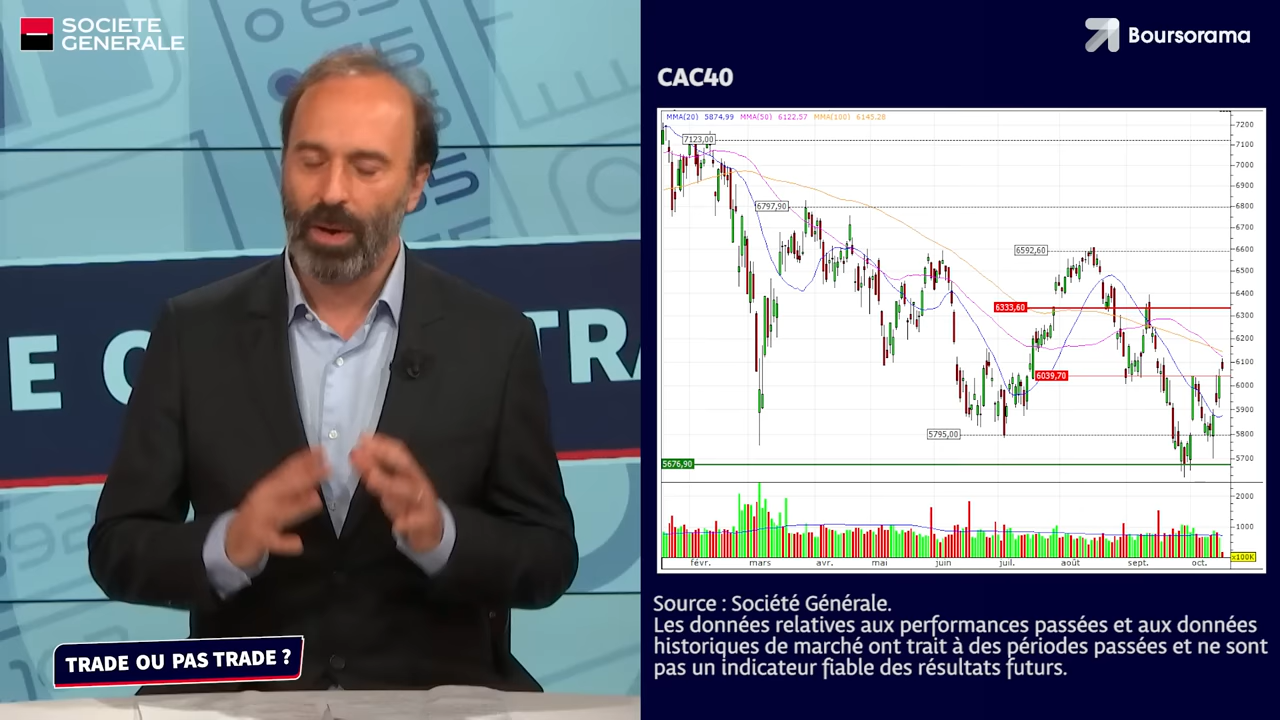 SOCIETE
GENERALE
E O
TRA
TRADE OU PAS TRADE ?
Boursorama
CAC40
MMA(20) 5874,99 MMA(50) 6122,57 MMA(100) 6145,28
7123,00
6797,90
6592,60
6333,60
6039,70
5795,00
5676,90
7200
7100
7000
6900
6800
6700
6600
6500
6400
6300
6200
6100
6000
5900
5800
5700
2000
1000
x100K
févr. mars avr. mai juin juil. août sept. oct.
Source : Société Générale.
Les données relatives aux performances passées et aux données
historiques de marché ont trait à des périodes passées et ne sont
pas un indicateur fiable des résultats futurs.